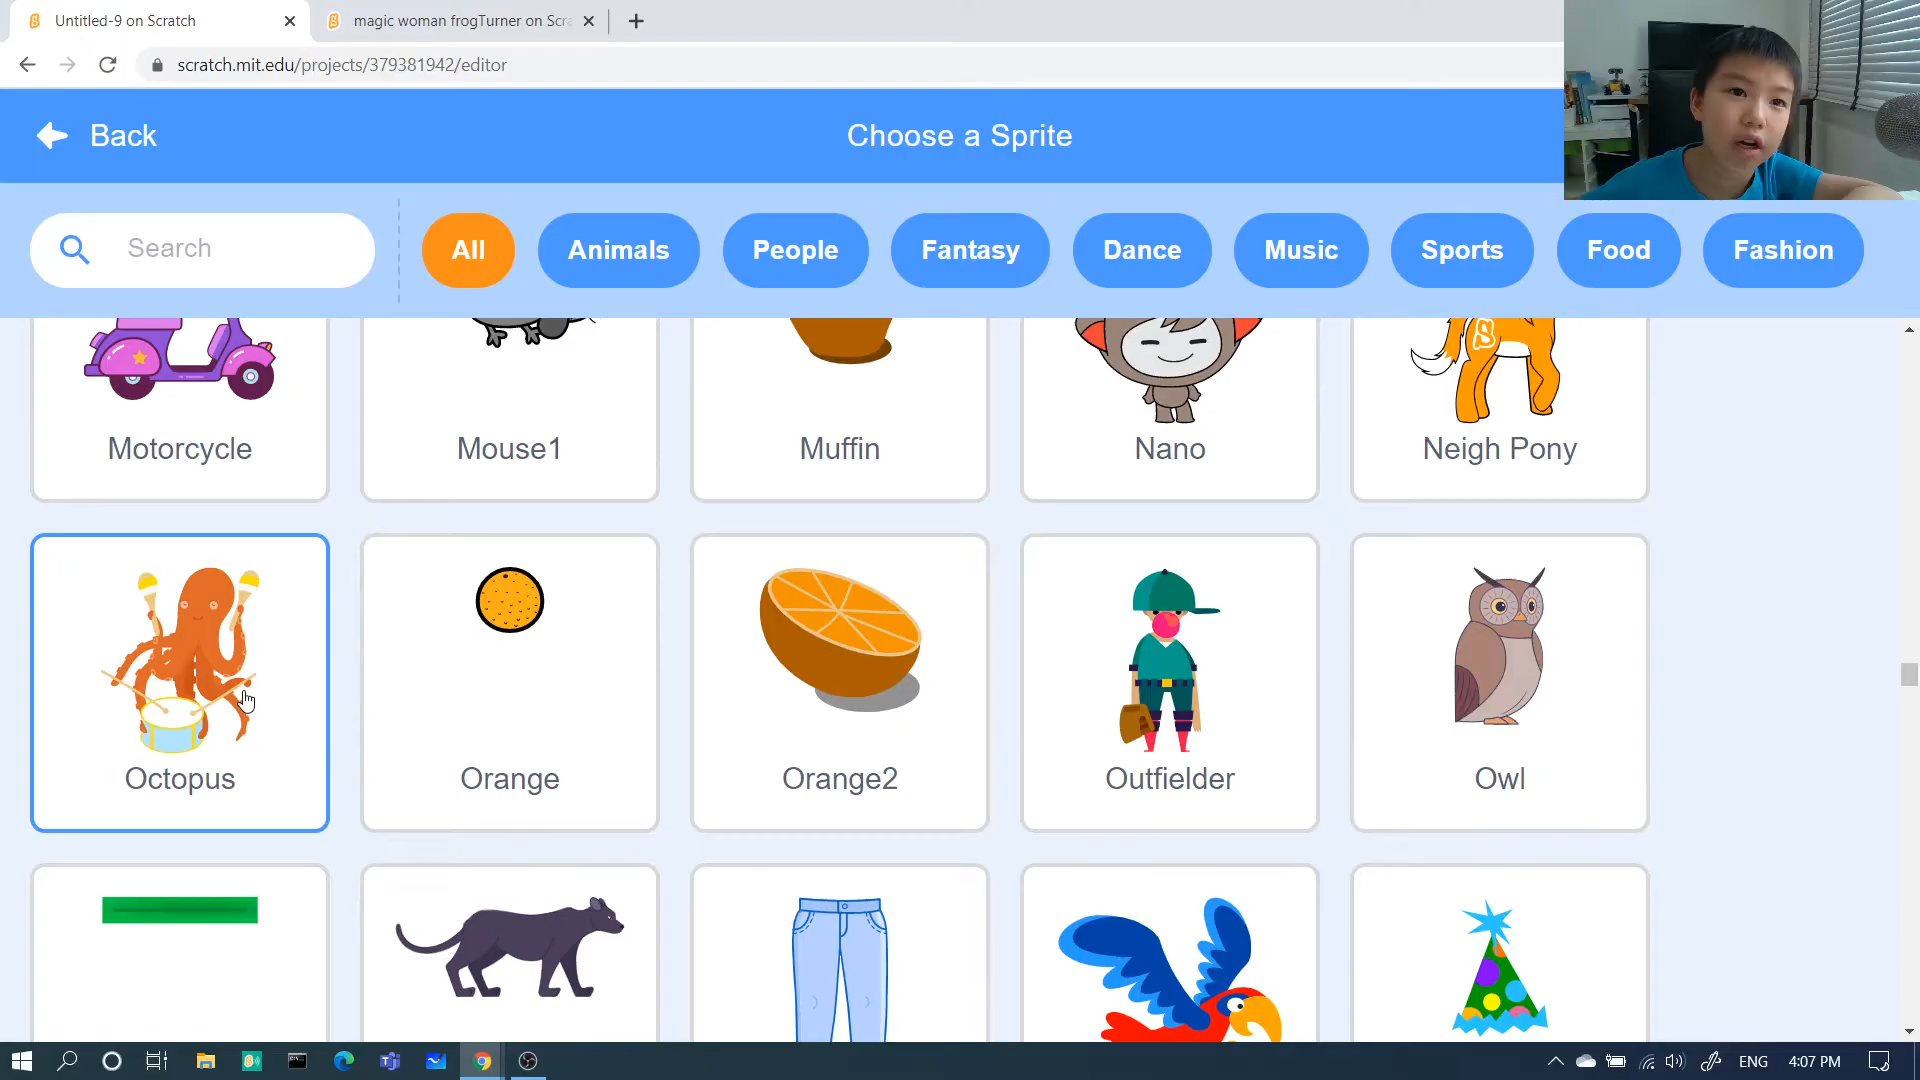 Untitled-9 on Scratch
magic woman frogTurner on Scra
scratch.mit.edu/projects/379381942/editor
Back
Choose a Sprite
Search
All
Animals
People
Fantasy
Dance
Music
Sports
Food
Fashion
Motorcycle
Mouse1
Muffin
Nano
Neigh Pony
Octopus
Orange
Orange2
Outfielder
Owl
ENG
4:07 PM